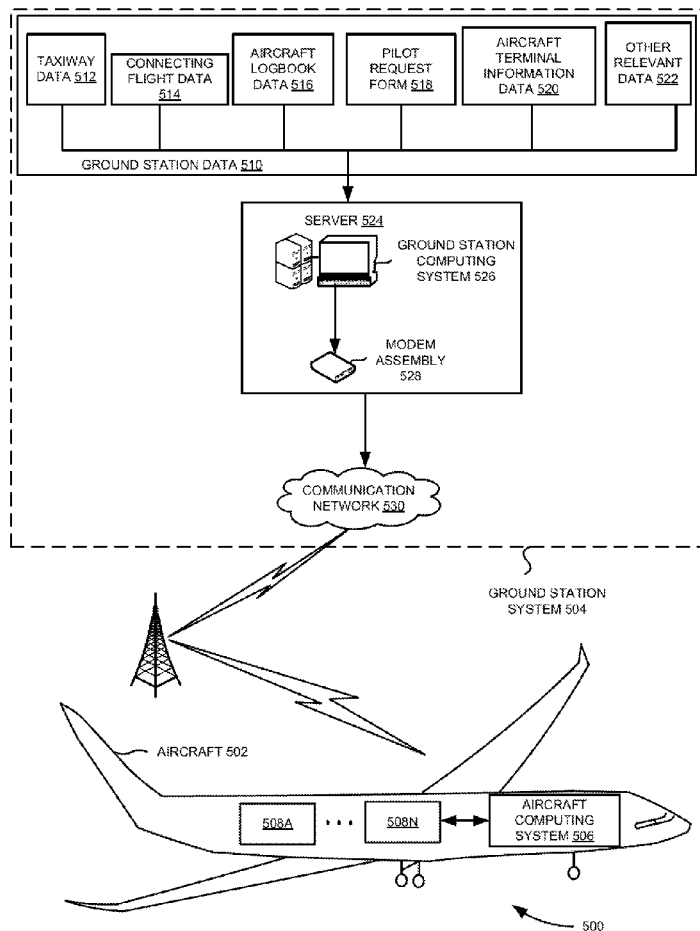 TAXIWAY
DATA 512
CONNECTING
FLIGHT DATA
514
AIRCRAFT
LOGBOOK
DATA 516
PILOT
REQUEST
FORM 518
AIRCRAFT
TERMINAL
INFORMATION
DATA 520
OTHER
RELEVANT
DATA 522
GROUND STATION DATA 510
SERVER 524
GROUND STATION
COMPUTING
SYSTEM 526
MODEM
ASSEMBLY
528
COMMUNICATION
NETWORK 530
GROUND STATION
SYSTEM 504
AIRCRAFT 502
508A
508N
AIRCRAFT
COMPUTING
SYSTEM 506
500